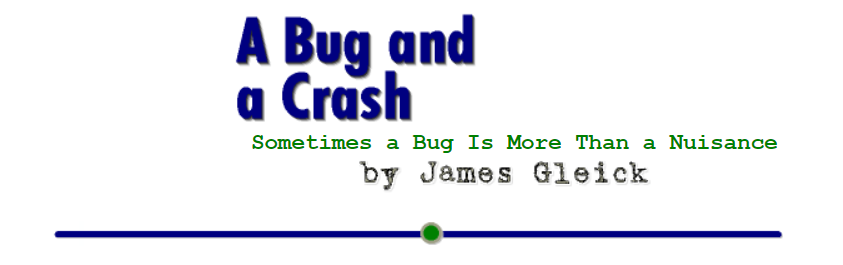 A Bug and
a Crash
Sometimes a Bug Is More Than a Nuisance
by James Gleick